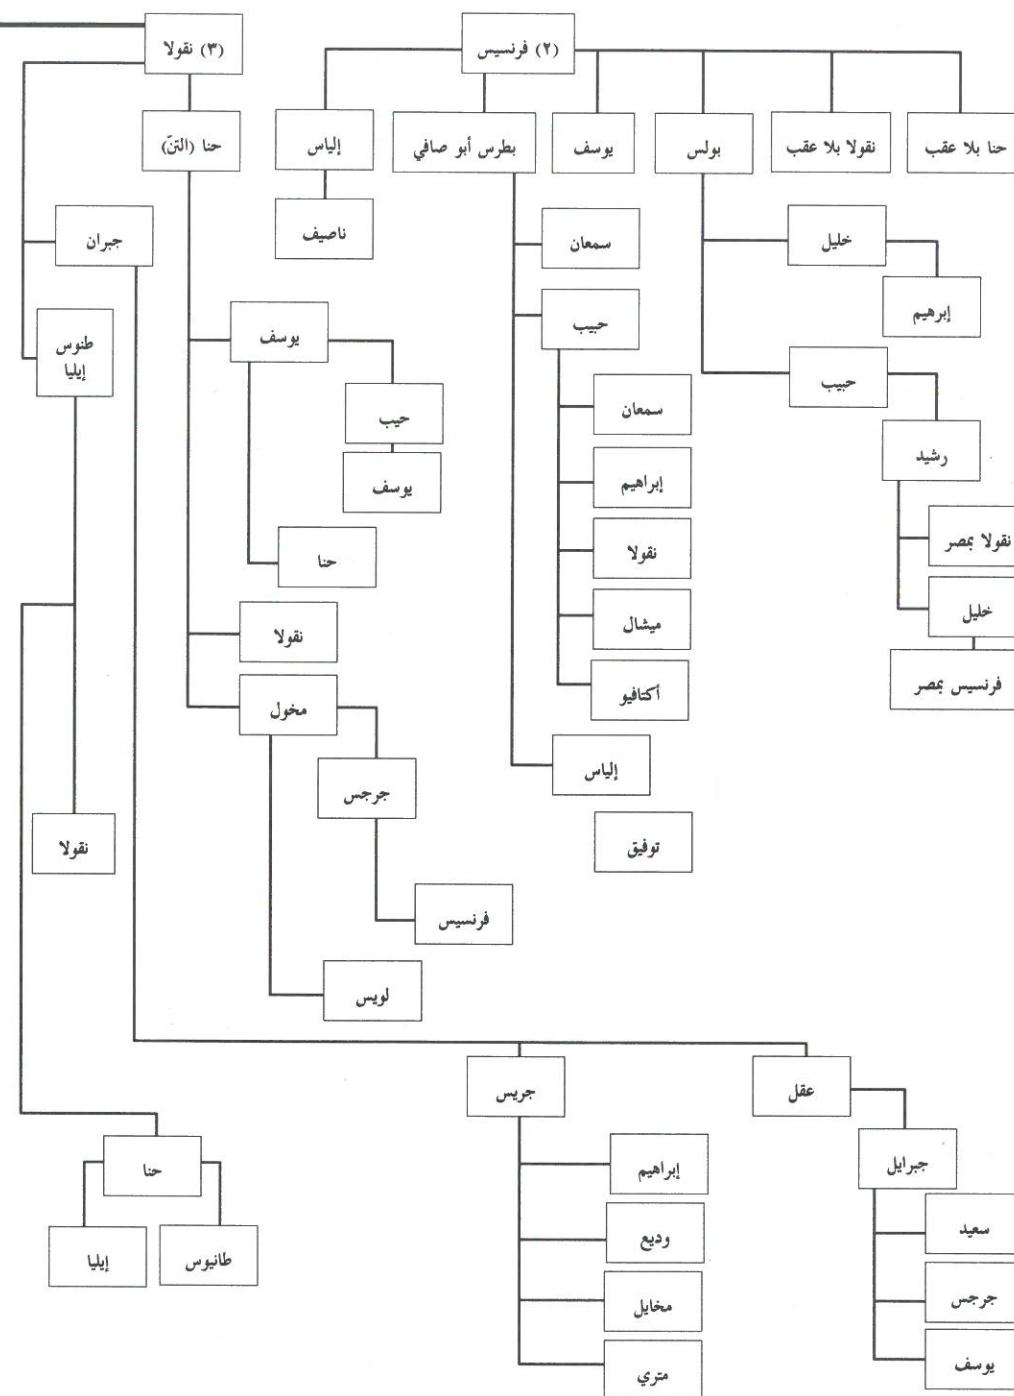 (٢) فرنسيس
حنا بلا عقب
نقولا بلا عقب
بولس
يوسف
بطرس أبو صافي
إلياس
خليل
إبرهيم
حبيب
رشيد
نقولا بمصر
خليل
فرنسيس بمصر
سمعان
حبيب
سمعان
إبراهيم
نقولا
ميشال
أكتافيو
إلياس
توفيق
ناصيف
(٣) نقولا
حنا (التنّ)
يوسف
حيب
يوسف
حنا
نقولا
مخول
جرجس
فرنسيس
لويس
جبران
طنوس
إيليا
نقولا
عقل
جبرايل
سعيد
جرجس
يوسف
جريس
إبراهيم
وديع
مخايل
متري
حنا
طانيوس
إيليا